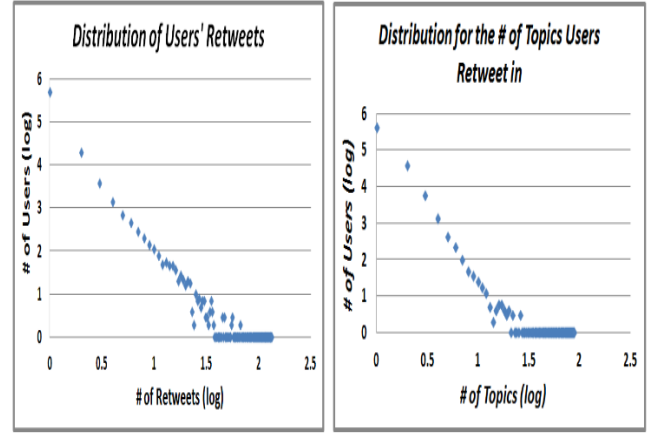 Distribution of Users' Retweets
# of Users (log)
6
5
4
3
2
1
0
0 0.5 1 1.5 2 2.5
# of Retweets (log)
Distribution for the # of Topics Users
Retweet in
# of Users (log)
6
5
4
3
2
1
0
0 0.5 1 1.5 2 2.5
# of Topics (log)